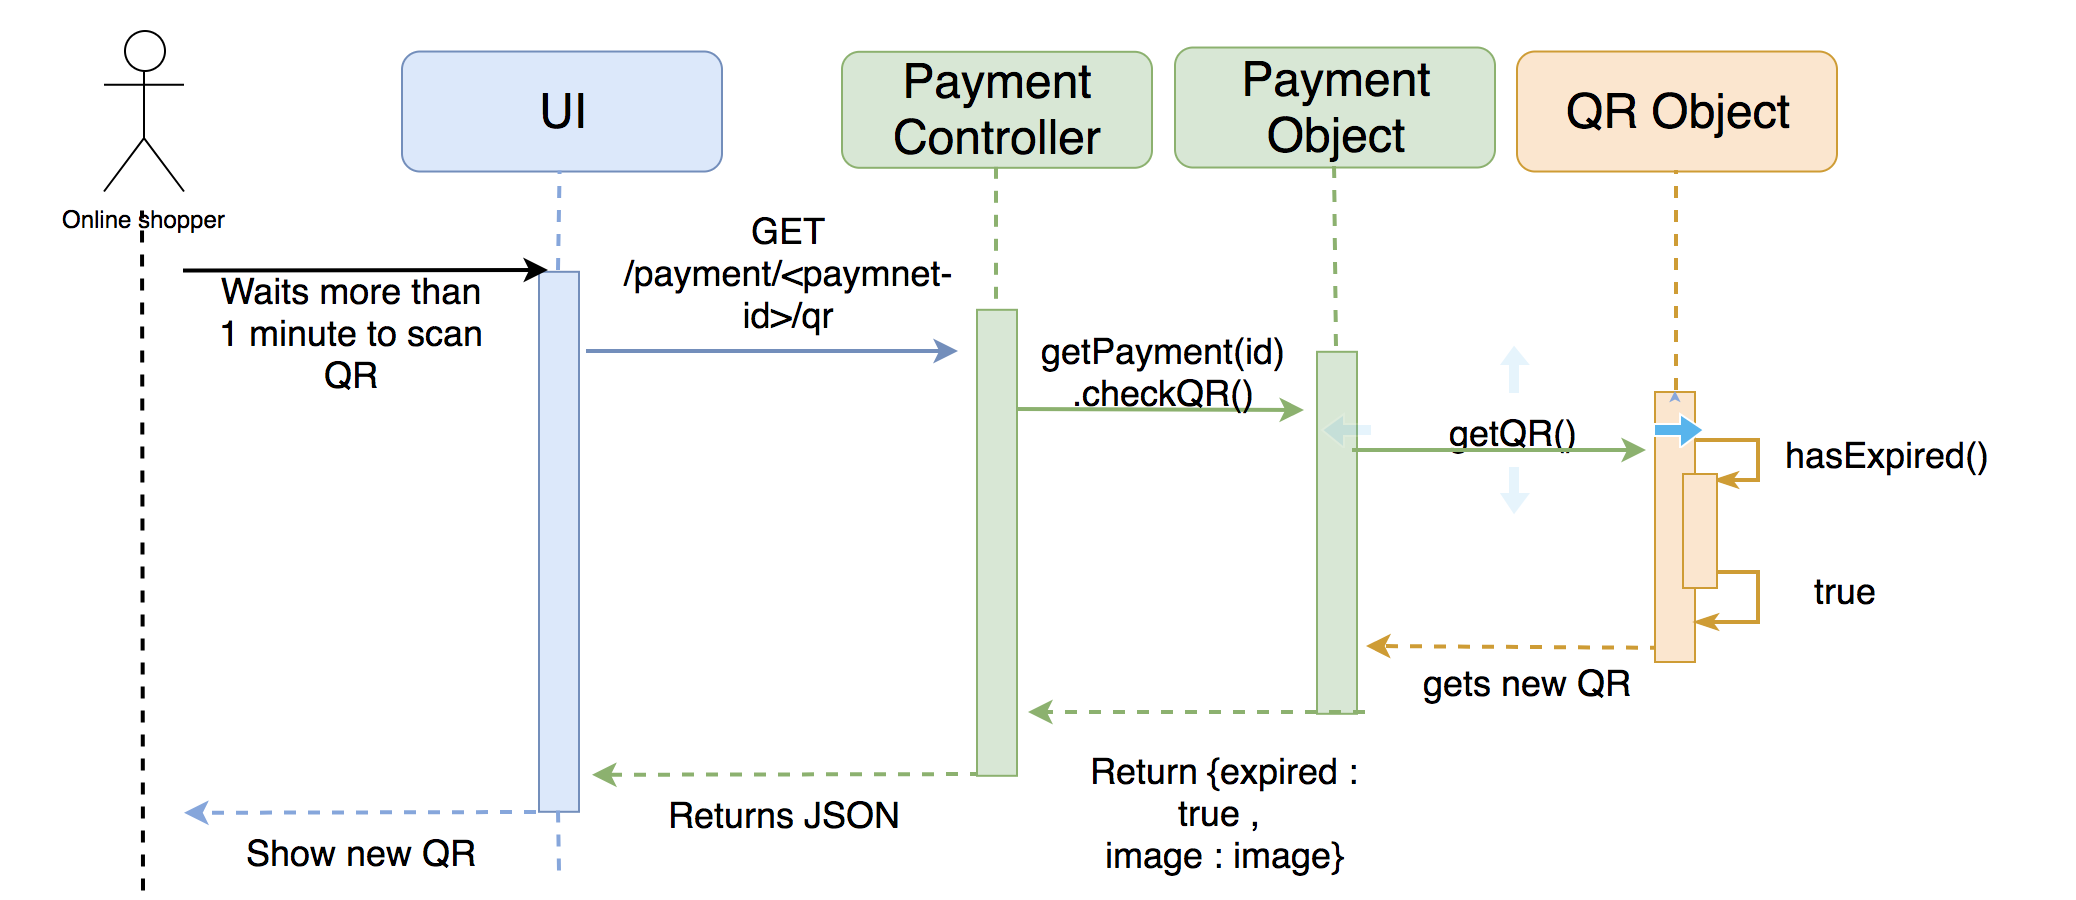 UI
Payment
Controller
Payment
Object
QR Object
Online shopper
GET
/payment/<paymnet-
id>/qr
Waits more than
1 minute to scan
QR
getPayment(id)
.checkQR()
getQR()
hasExpired()
true
gets new QR
Return {expired :
true ,
image : image}
Returns JSON
Show new QR